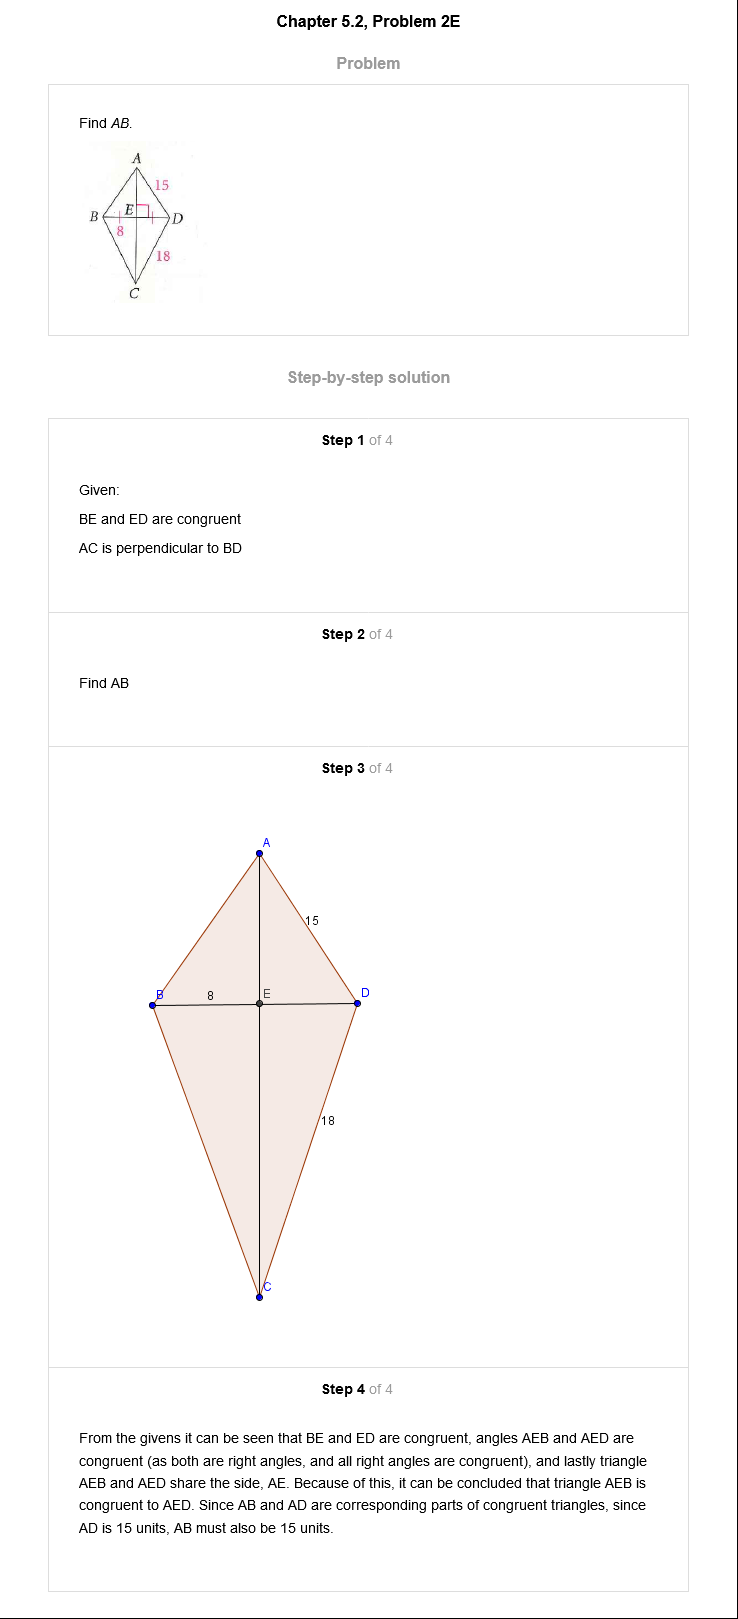 Chapter 5.2, Problem 2E
Problem
Find AB.
A
15
B
E
D
8
18
C
Step-by-step solution
Step 1 of 4
Given:
BE and ED are congruent
AC is perpendicular to BD
Step 2 of 4
Find AB
Step 3 of 4
A
15
B
8
E
D
18
C
Step 4 of 4
From the givens it can be seen that BE and ED are congruent, angles AEB and AED are
congruent (as both are right angles, and all right angles are congruent), and lastly triangle
AEB and AED share the side, AE. Because of this, it can be concluded that triangle AEB is
congruent to AED. Since AB and AD are corresponding parts of congruent triangles, since
AD is 15 units, AB must also be 15 units.